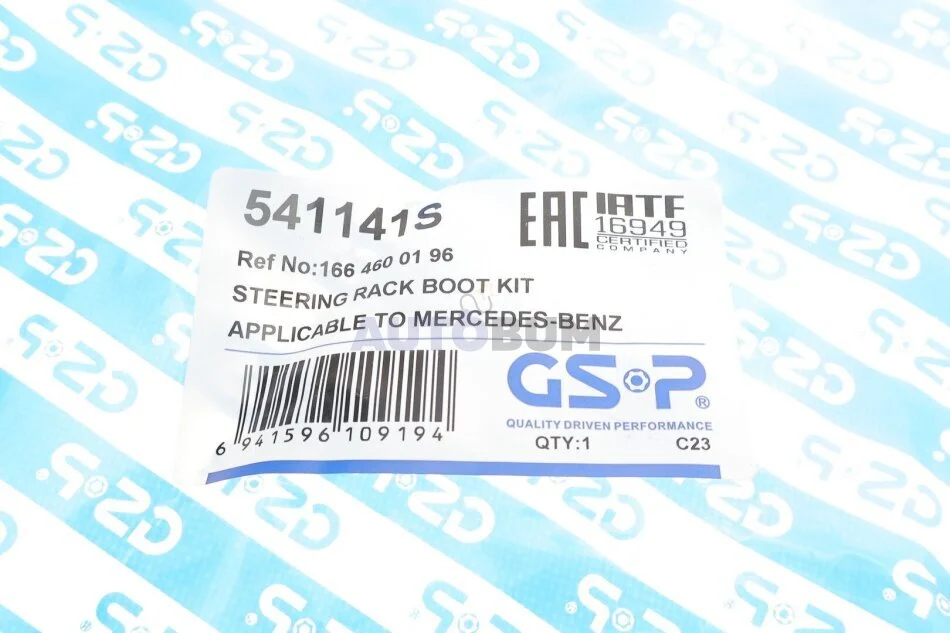 541141S
EAC
IATF
16949
CERTIFIED
COMPANY
Ref No:166 460 01 96
STEERING RACK BOOT KIT
APPLICABLE TO MERCEDES-BENZ
AUTOBUM
GSP®
QUALITY DRIVEN PERFORMANCE
6 941596 109194
QTY:1 C23